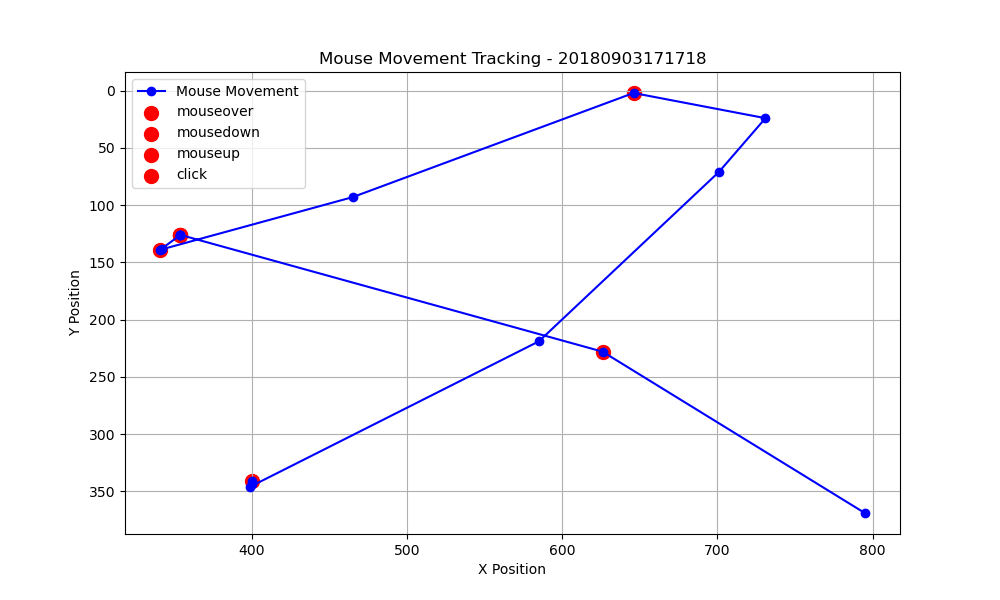 Mouse Movement Tracking - 20180903171718
Mouse Movement
mouseover
mousedown
mouseup
click
0
50
100
150
200
250
300
350
Y Position
400
500
600
700
800
X Position